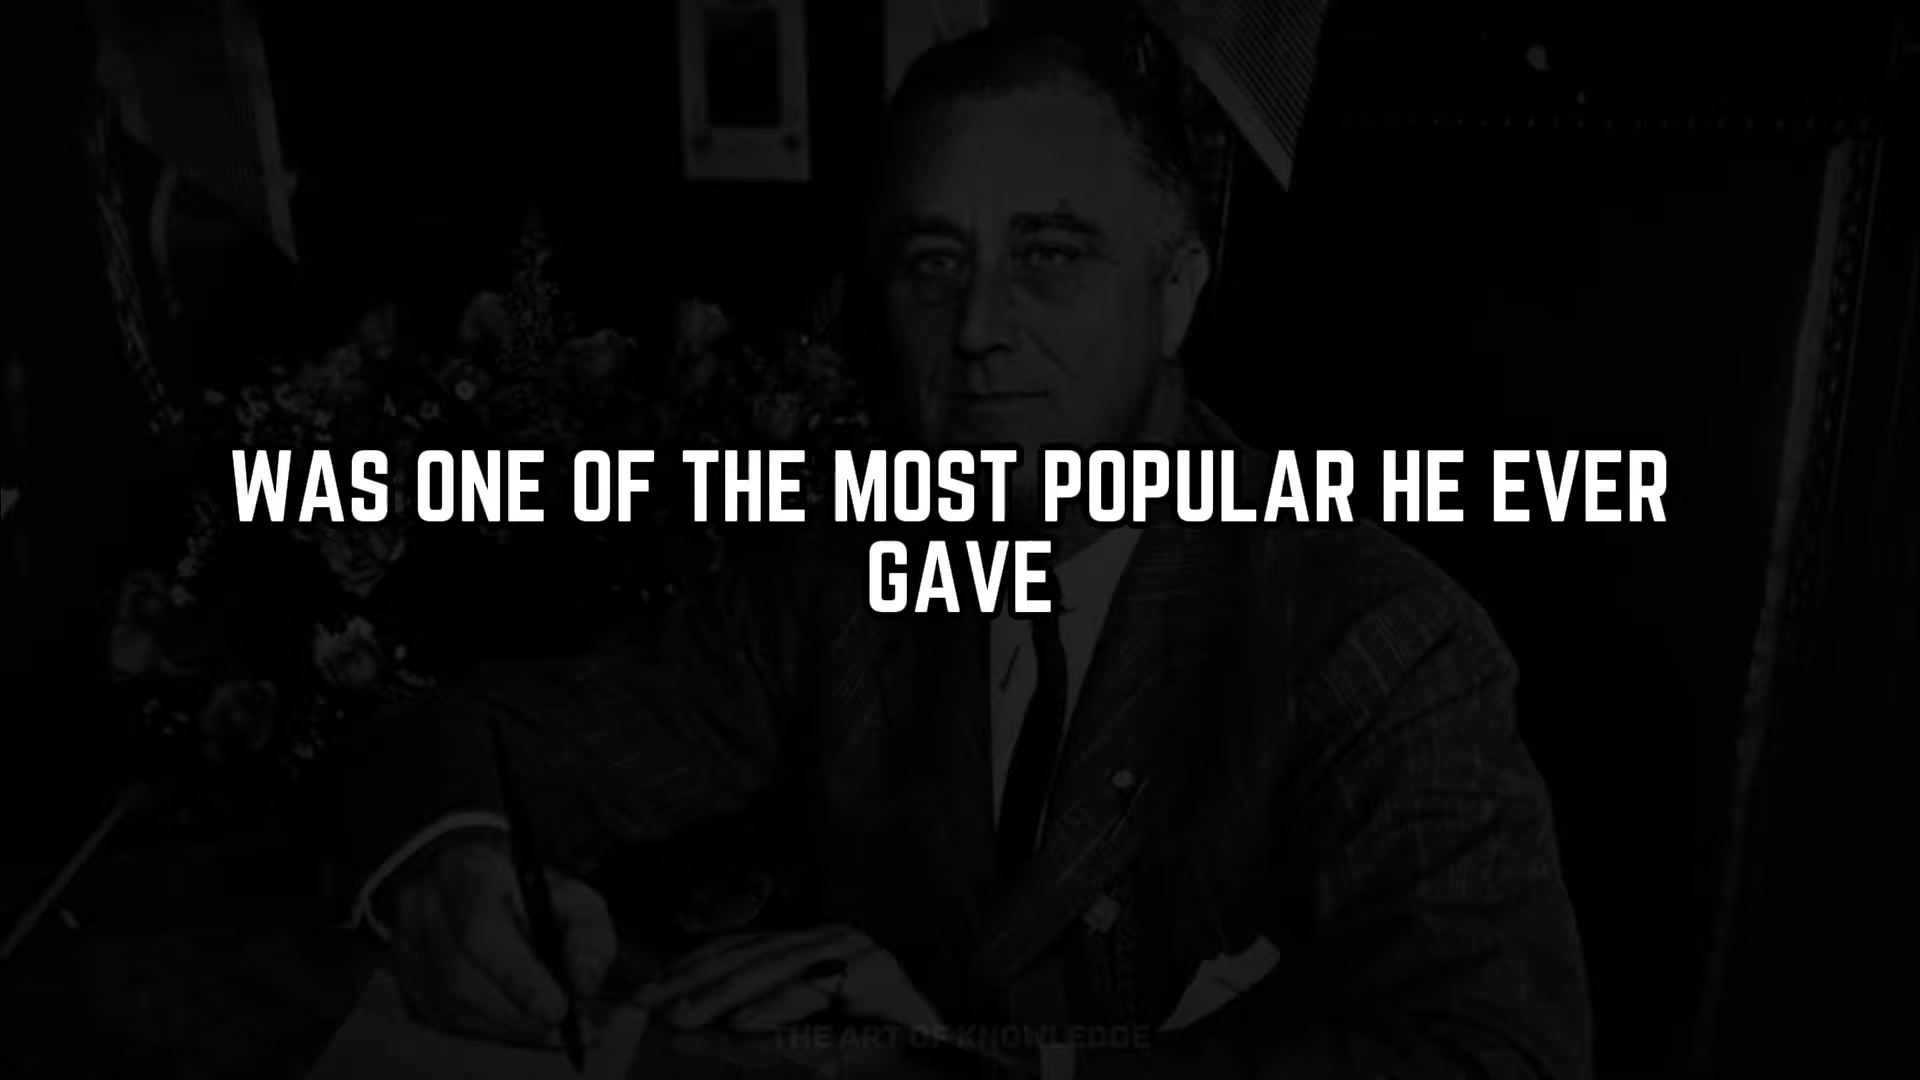 WAS ONE OF THE MOST POPULAR HE EVER
GAVE
THE ART OF KNOWLEDGE